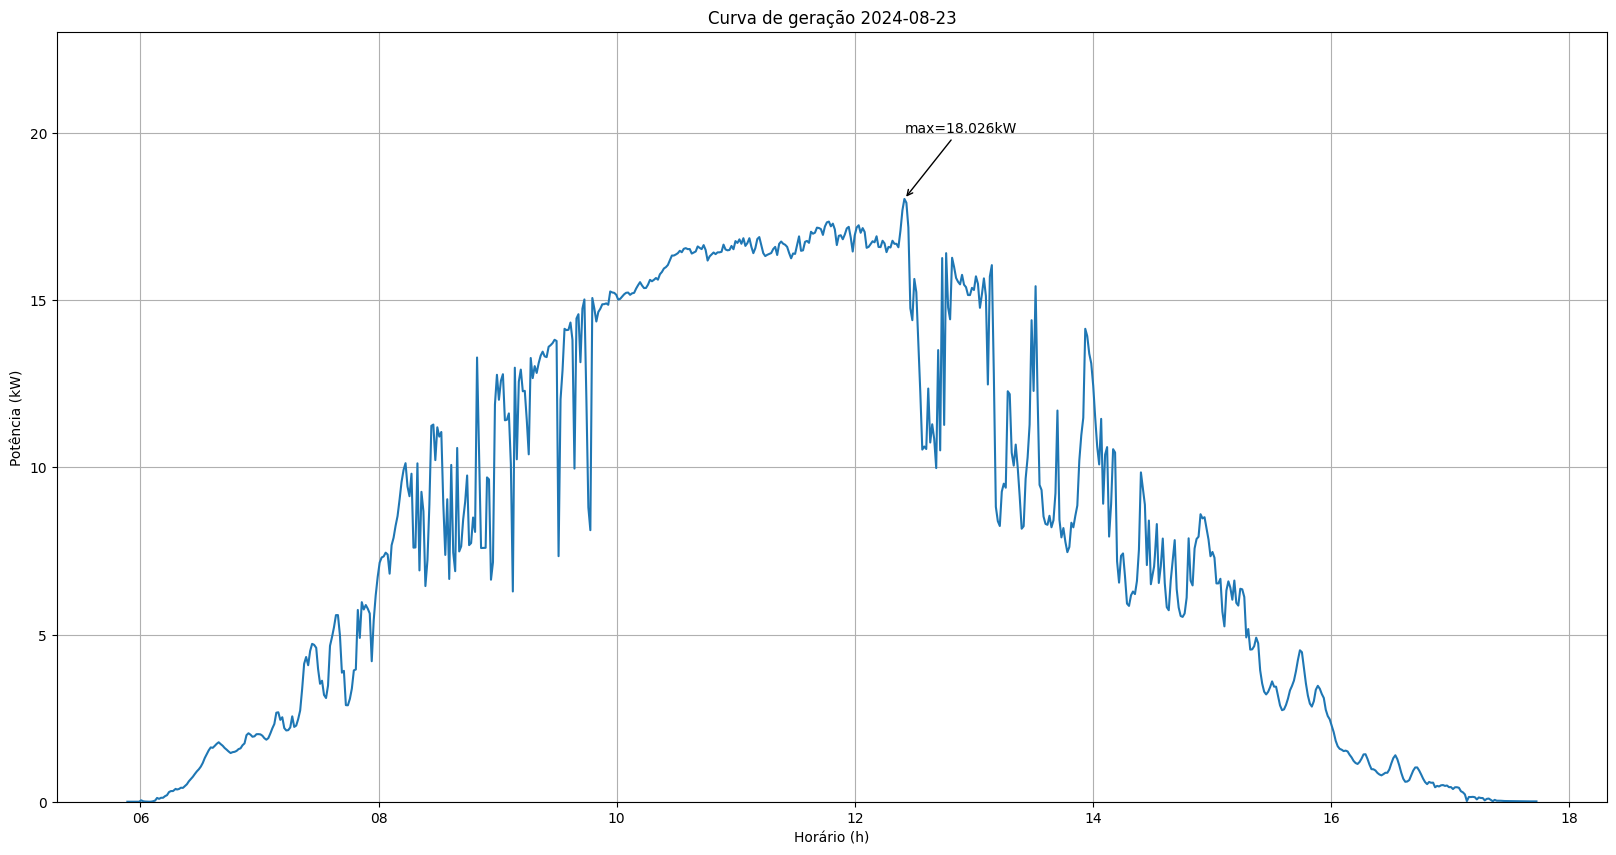 Curva de geração 2024-08-23
20
15
10
5
0
Potência (kW)
max=18.026kW
06 08 10 12 14 16 18
Horário (h)